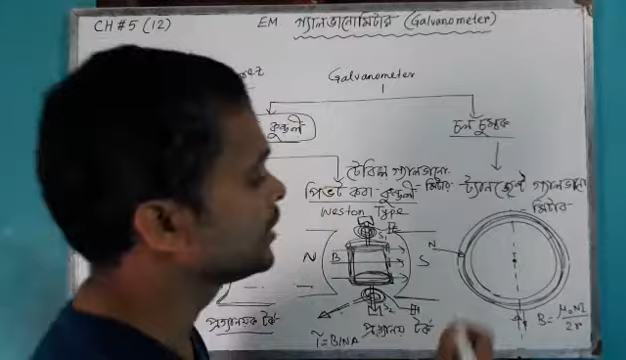 CH#5 (12) EM গ্যালভানোমিটার (Galvanometer)
Galvanometer
কুন্ডলী
চল চুম্বক
টেবিল গ্যালভানো-
মিটার
পিভট করা কুন্ডলী
Weston Type
ট্যানজেন্ট গ্যালভানো
মিটার
N
B
S
N
প্রত্যানয়ক টর্ক
প্রত্যানয় টর্ক
B = μ₀NI
2r